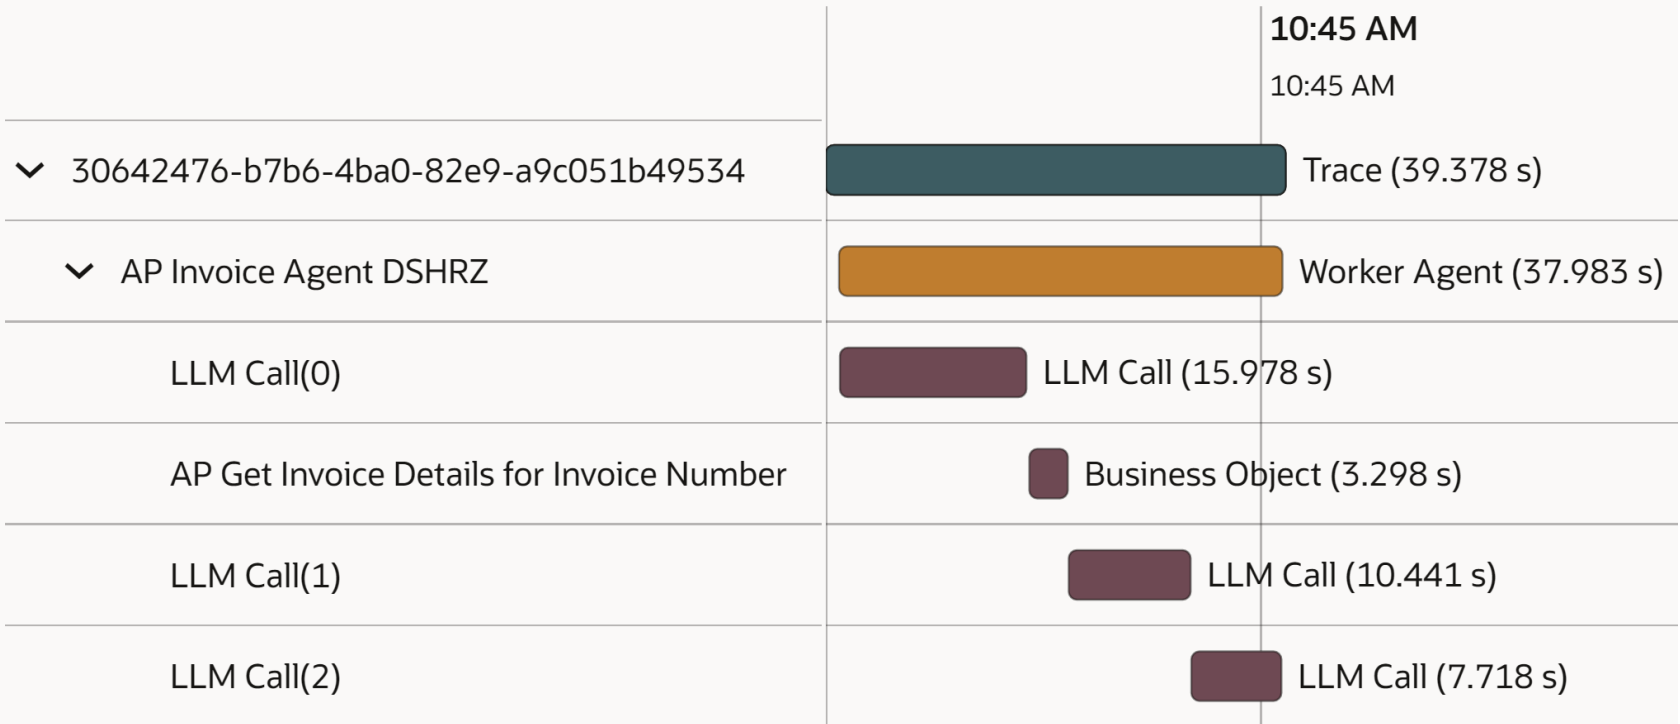 10:45 AM
10:45 AM
30642476-b7b6-4ba0-82e9-a9c051b49534
Trace (39.378 s)
AP Invoice Agent DSHRZ
Worker Agent (37.983 s)
LLM Call(0)
LLM Call (15.978 s)
AP Get Invoice Details for Invoice Number
Business Object (3.298 s)
LLM Call(1)
LLM Call (10.441 s)
LLM Call(2)
LLM Call (7.718 s)